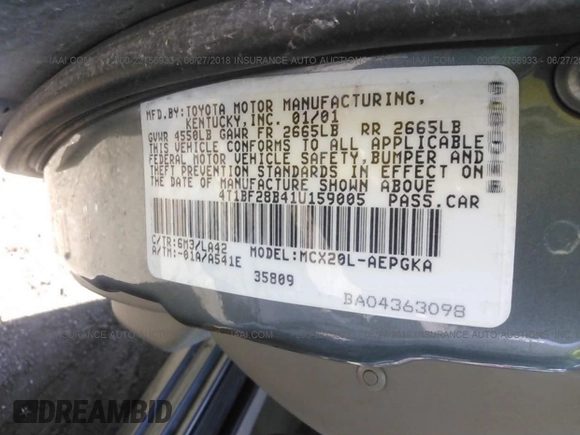 MFD.BY:TOYOTA MOTOR MANUFACTURING,
KENTUCKY,INC. 01/01
GVWR 4550LB GAWR FR 2665LB RR 2665LB
THIS VEHICLE CONFORMS TO ALL APPLICABLE
FEDERAL MOTOR VEHICLE SAFETY, BUMPER AND
THEFT PREVENTION STANDARDS IN EFFECT ON
THE DATE OF MANUFACTURE SHOWN ABOVE
4T1BF28B41U159005 PASS.CAR
C/TR:6M3/LA42 MODEL:MCX20L-AEPGKA
A/TM:-01A/A541E
35809
BA04363098
DREAMBID